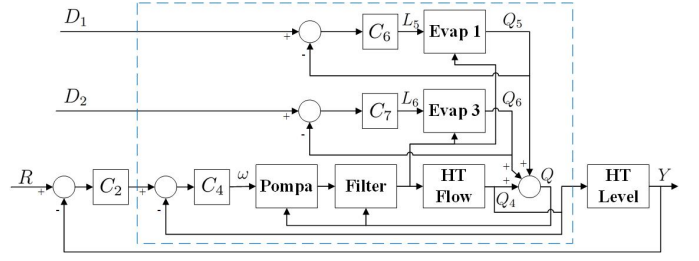 D₁
+
-
C₆
L₅
Evap 1
Q₅
D₂
+
-
C₇
L₆
Evap 3
Q₆
+
+
+
R
+
-
C₂
+
-
C₄
ω
Pompa
Filter
HT
Flow
Q₄
Q
HT
Level
Y